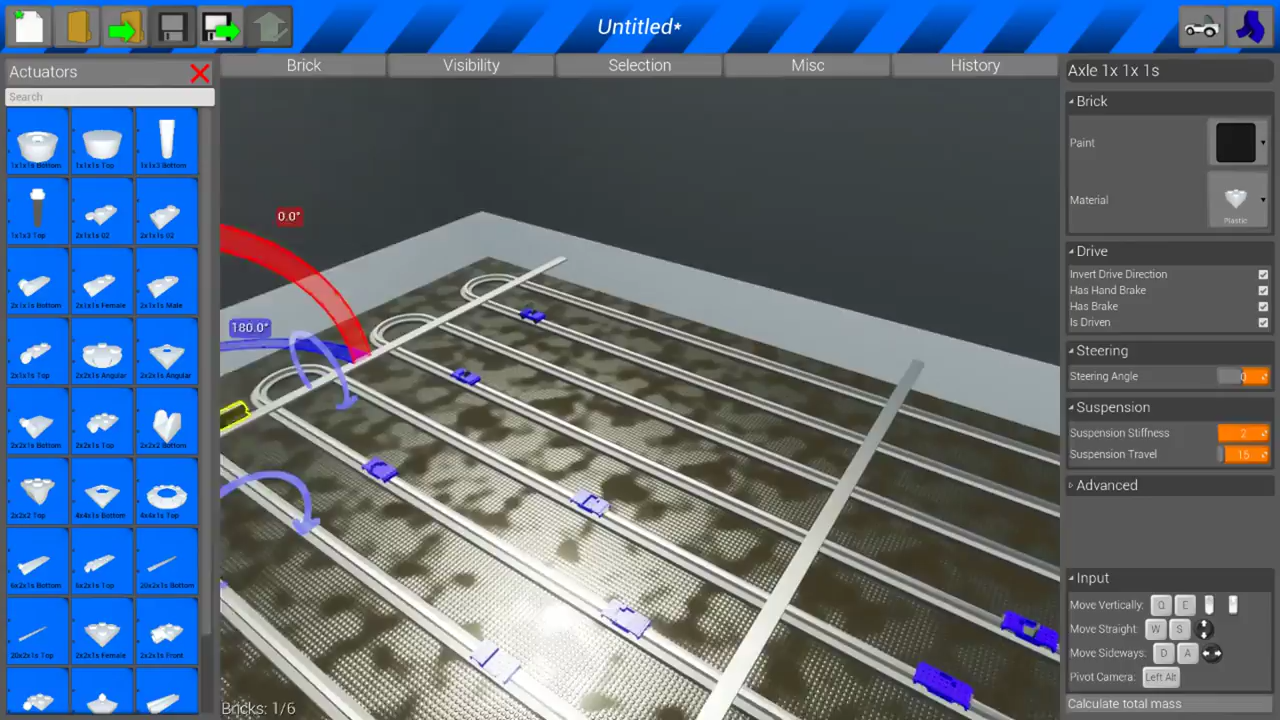 Untitled*
Actuators
Search
Brick
Visibility
Selection
Misc
History
1x1x1s Bottom
1x1x1s Top
1x1x3 Bottom
1x1x3 Top
2x1x1s 02
2x1x1s 02
2x1x1s Bottom
2x1x1s Female
2x1x1s Male
2x1x1s Top
2x2x1s Angular
2x2x1s Angular
2x2x1s Bottom
2x2x1s Top
2x2x2 Bottom
2x2x2 Top
4x4x1s Bottom
4x4x1s Top
6x2x1s Bottom
6x2x1s Top
20x2x1s Bottom
20x2x1s Top
2x2x1s Female
2x2x1s Front
0.0°
180.0°
Bricks: 1/6
Axle 1x 1x 1s
Brick
Paint
Material
Plastic
Drive
Invert Drive Direction
Has Hand Brake
Has Brake
Is Driven
Steering
Steering Angle
0
Suspension
Suspension Stiffness
2
Suspension Travel
15
Advanced
Input
Move Vertically: Q E
Move Straight: W S
Move Sideways: D A
Pivot Camera: Left Alt
Calculate total mass